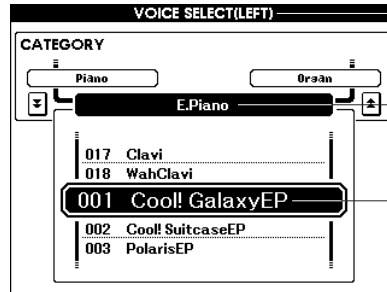 VOICE SELECT(LEFT)
CATEGORY
Piano Organ
E.Piano
017 Clavi
018 WahClavi
001 Cool! GalaxyEP
002 Cool! SuitcaseEP
003 PolarisEP